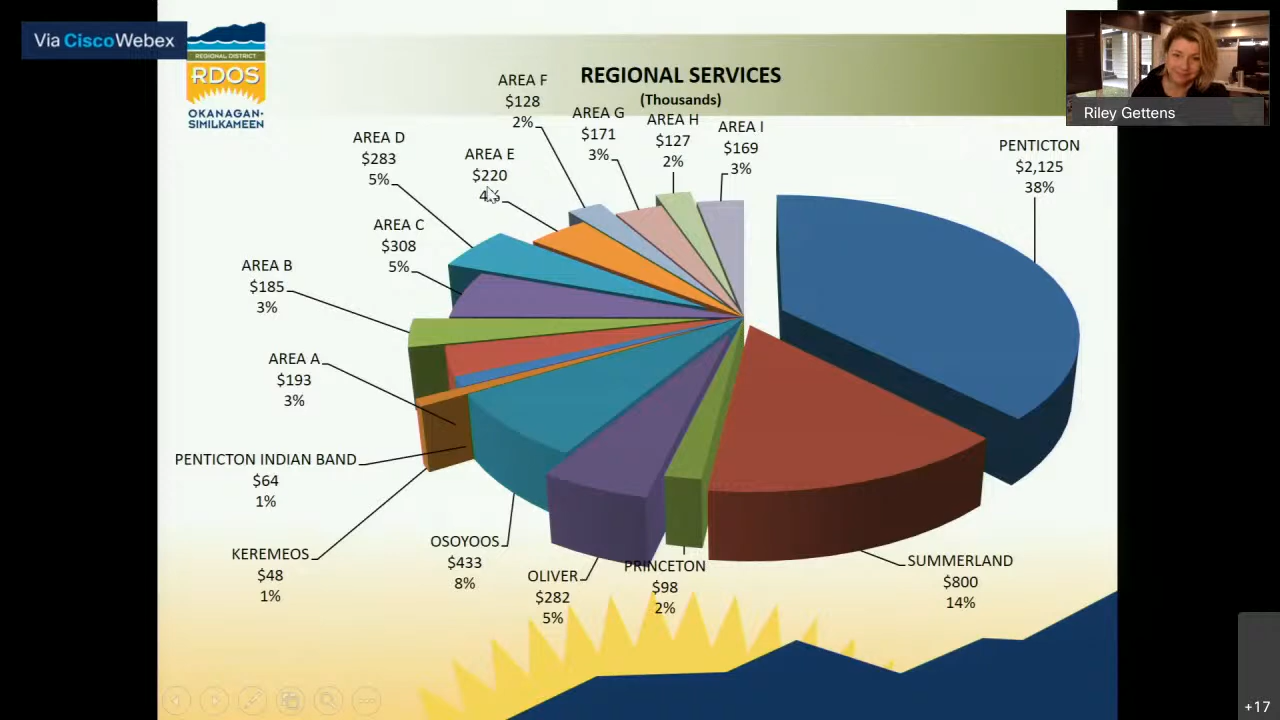 Via CiscoWebex
REGIONAL DISTRICT
RDOS
OKANAGAN-
SIMILKAMEEN
REGIONAL SERVICES
(Thousands)
Riley Gettens
AREA F
$128
2%
AREA G
$171
3%
AREA H
$127
2%
AREA I
$169
3%
PENTICTON
$2,125
38%
AREA D
$283
5%
AREA E
$220
4%
AREA C
$308
5%
AREA B
$185
3%
AREA A
$193
3%
PENTICTON INDIAN BAND
$64
1%
KEREMEOS
$48
1%
OSOYOOS
$433
8%
OLIVER
$282
5%
PRINCETON
$98
2%
SUMMERLAND
$800
14%
+17